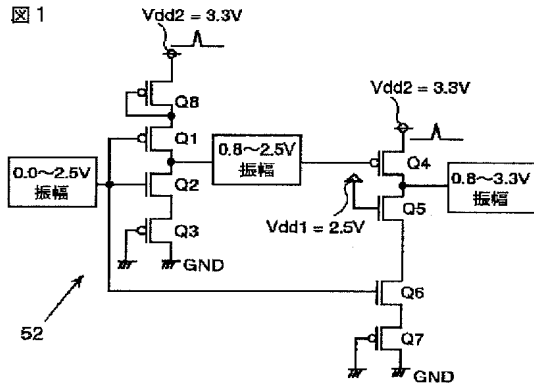 図1
Vdd2 = 3.3V
Q8
Q1
Vdd2 = 3.3V
0.0〜2.5V
振幅
0.8〜2.5V
振幅
Q4
0.8〜3.3V
振幅
Q2
Q5
Vdd1 = 2.5V
Q3
GND
Q6
52
Q7
GND